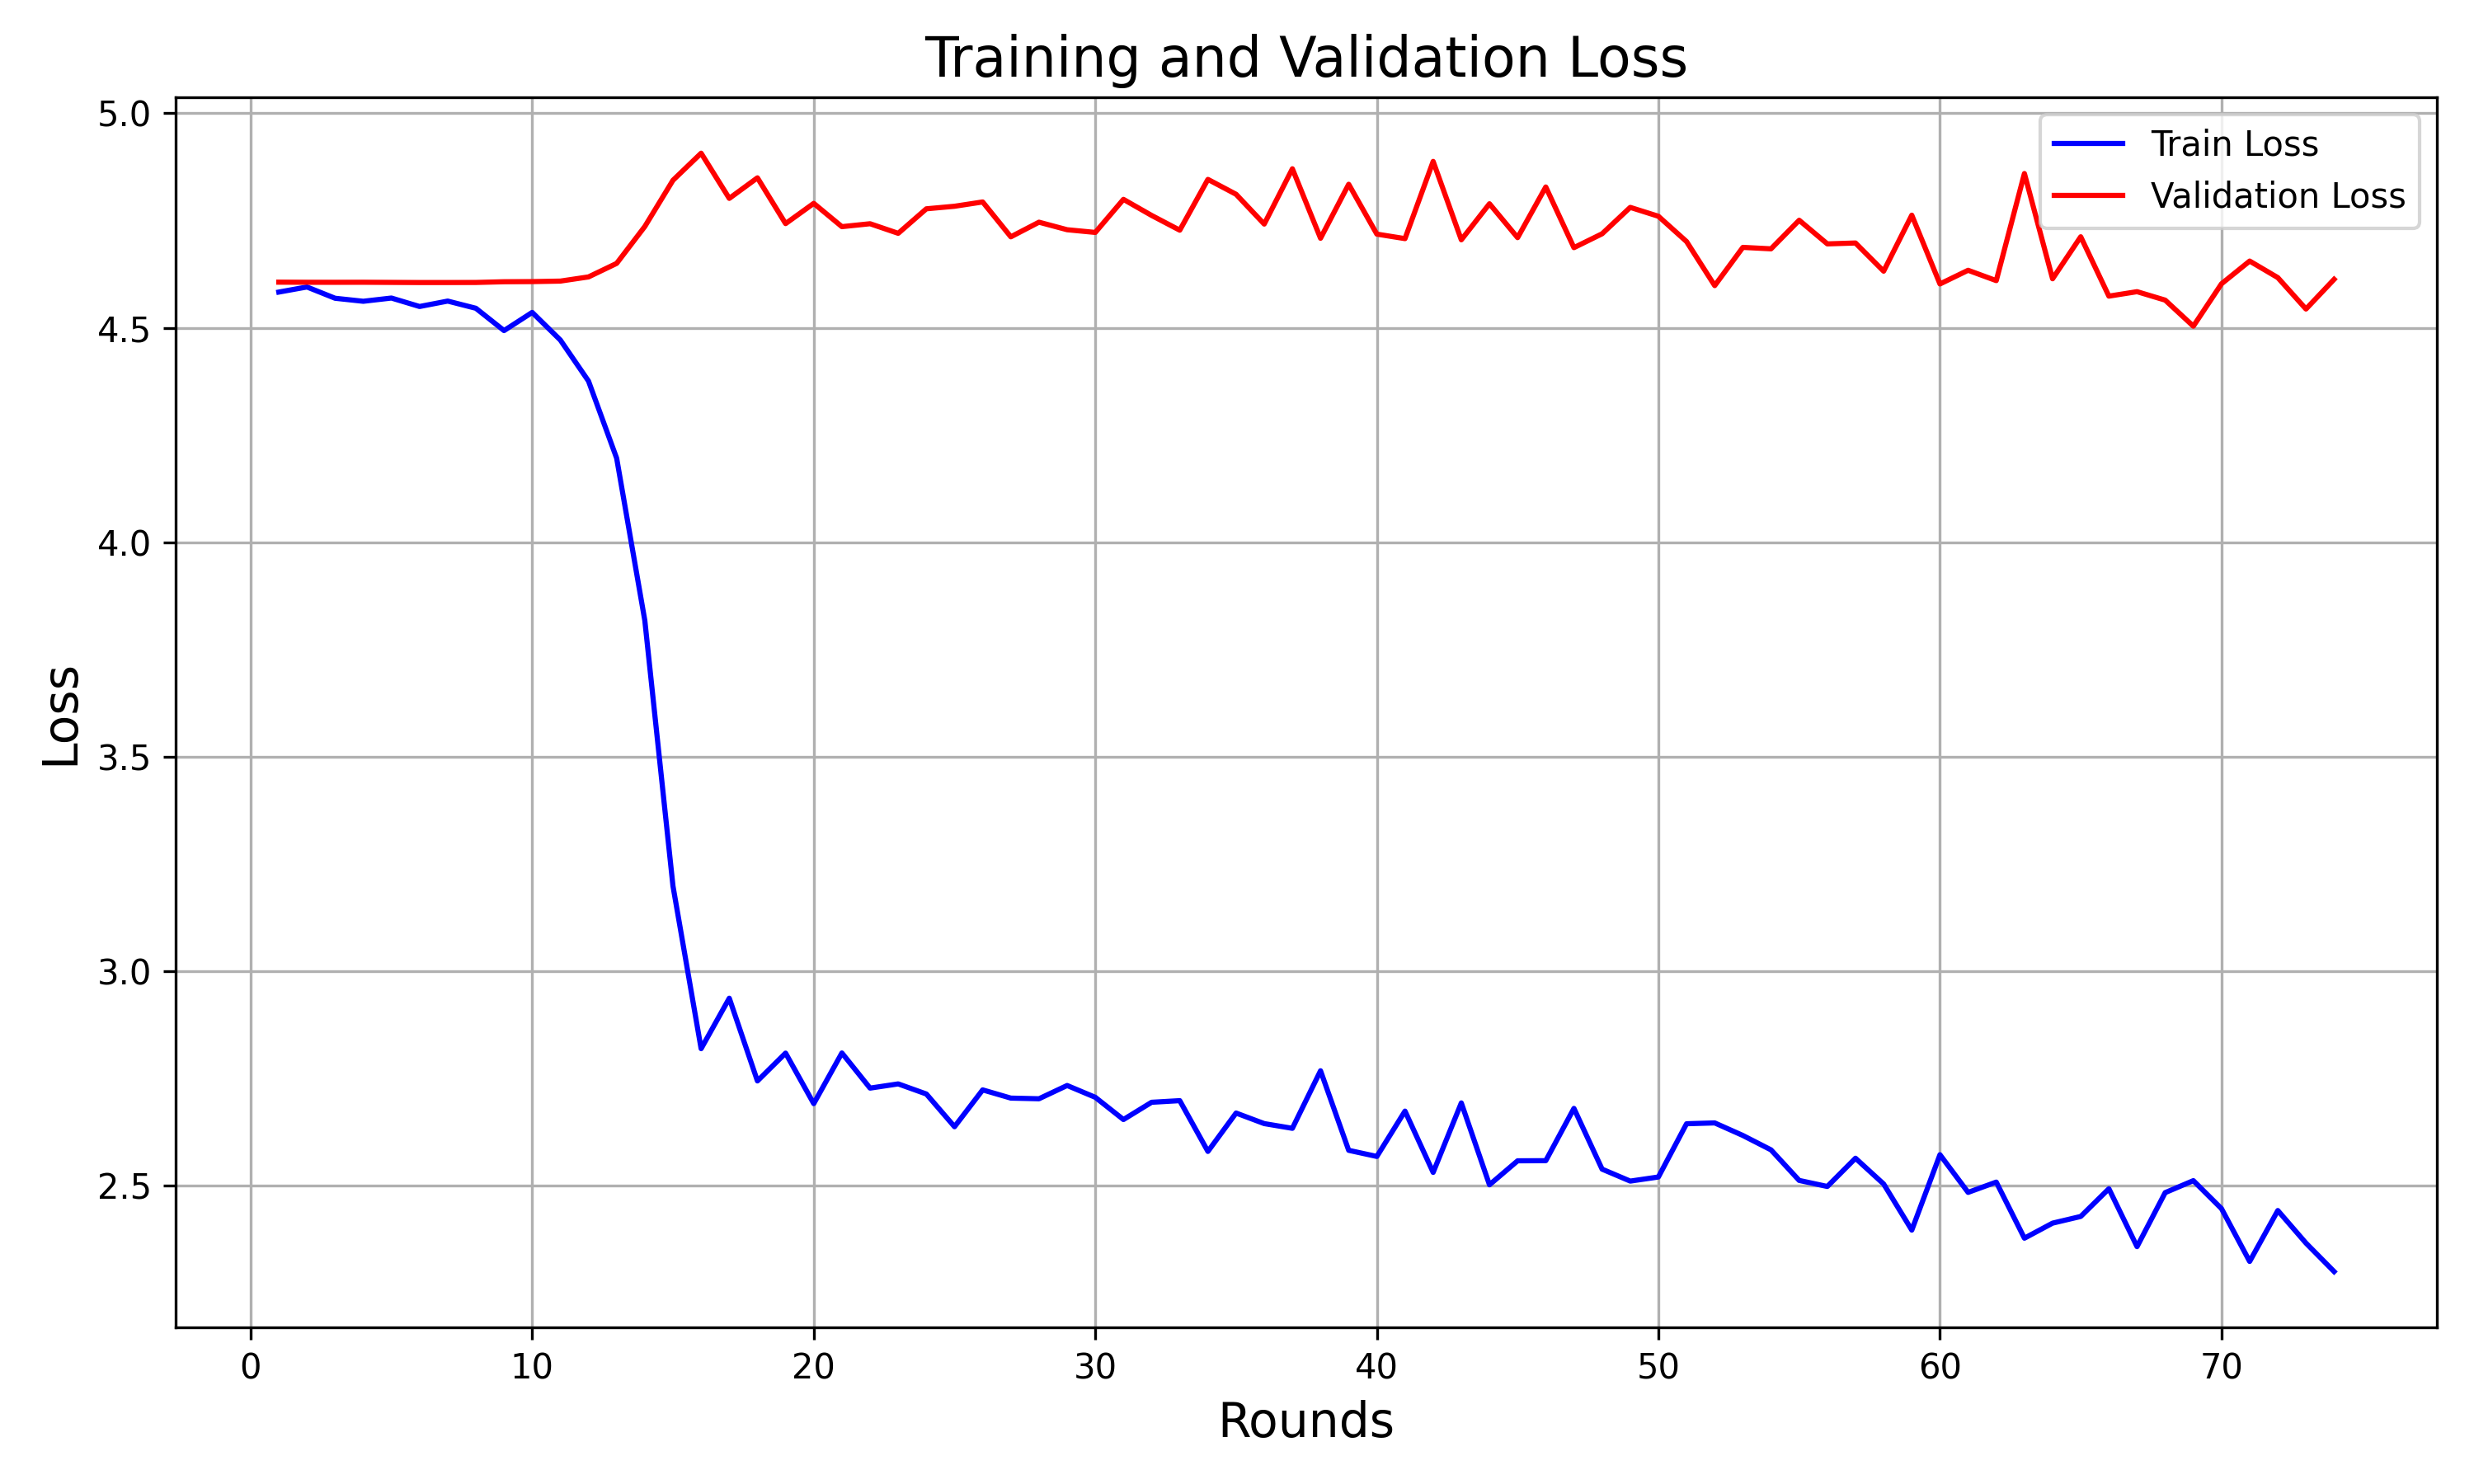 Training and Validation Loss
5.0
4.5
4.0
3.5
3.0
2.5
Loss
Train Loss
Validation Loss
0 10 20 30 40 50 60 70
Rounds